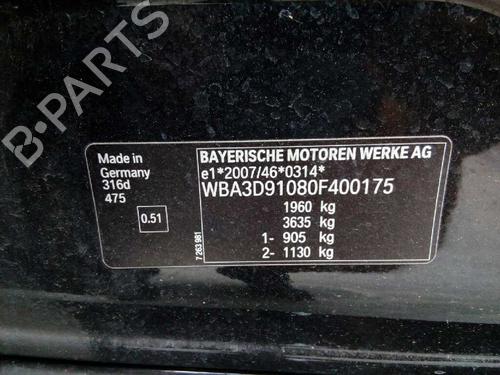 B-PARTS
Made in
Germany
316d
475
0.51
BAYERISCHE MOTOREN WERKE AG
e1*2007/46*0314*
WBA3D91080F400175
1960 kg
3635 kg
1- 905 kg
2- 1130 kg
7 263 981